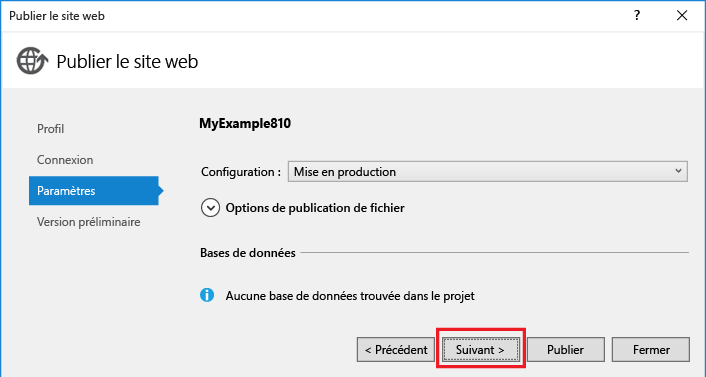 Publier le site web
?
Publier le site web
Profil
Connexion
Paramètres
Version préliminaire
MyExample810
Configuration : Mise en production
Options de publication de fichier
Bases de données
Aucune base de données trouvée dans le projet
< Précédent Suivant > Publier Fermer